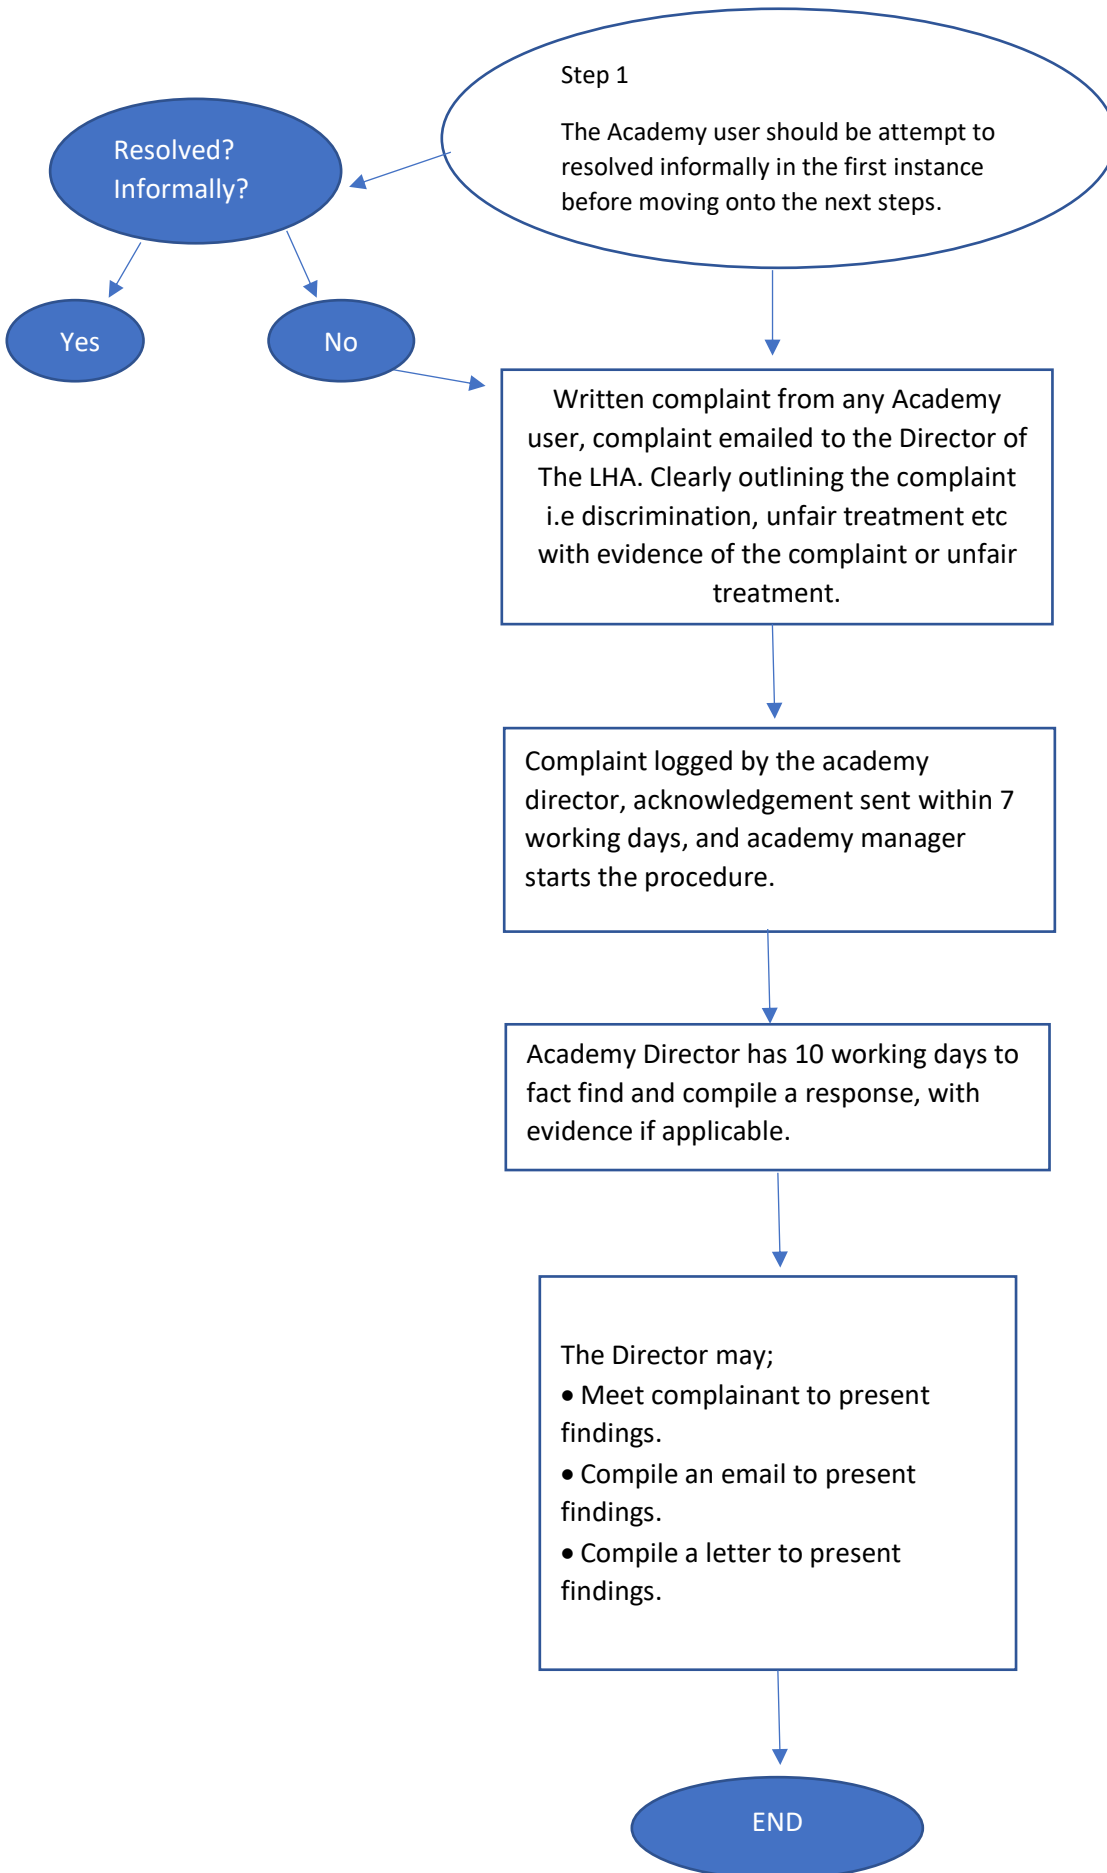 Step 1
The Academy user should be attempt to
resolved informally in the first instance
before moving onto the next steps.
Resolved?
Informally?
Yes
No
Written complaint from any Academy
user, complaint emailed to the Director of
The LHA. Clearly outlining the complaint
i.e discrimination, unfair treatment etc
with evidence of the complaint or unfair
treatment.
Complaint logged by the academy
director, acknowledgement sent within 7
working days, and academy manager
starts the procedure.
Academy Director has 10 working days to
fact find and compile a response, with
evidence if applicable.
The Director may;
• Meet complainant to present
findings.
• Compile an email to present
findings.
• Compile a letter to present
findings.
END